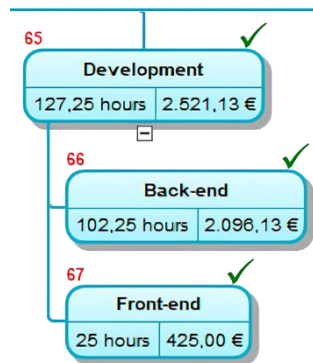 65
Development
127,25 hours 2.521,13 €
66
Back-end
102,25 hours 2.096,13 €
67
Front-end
25 hours 425,00 €